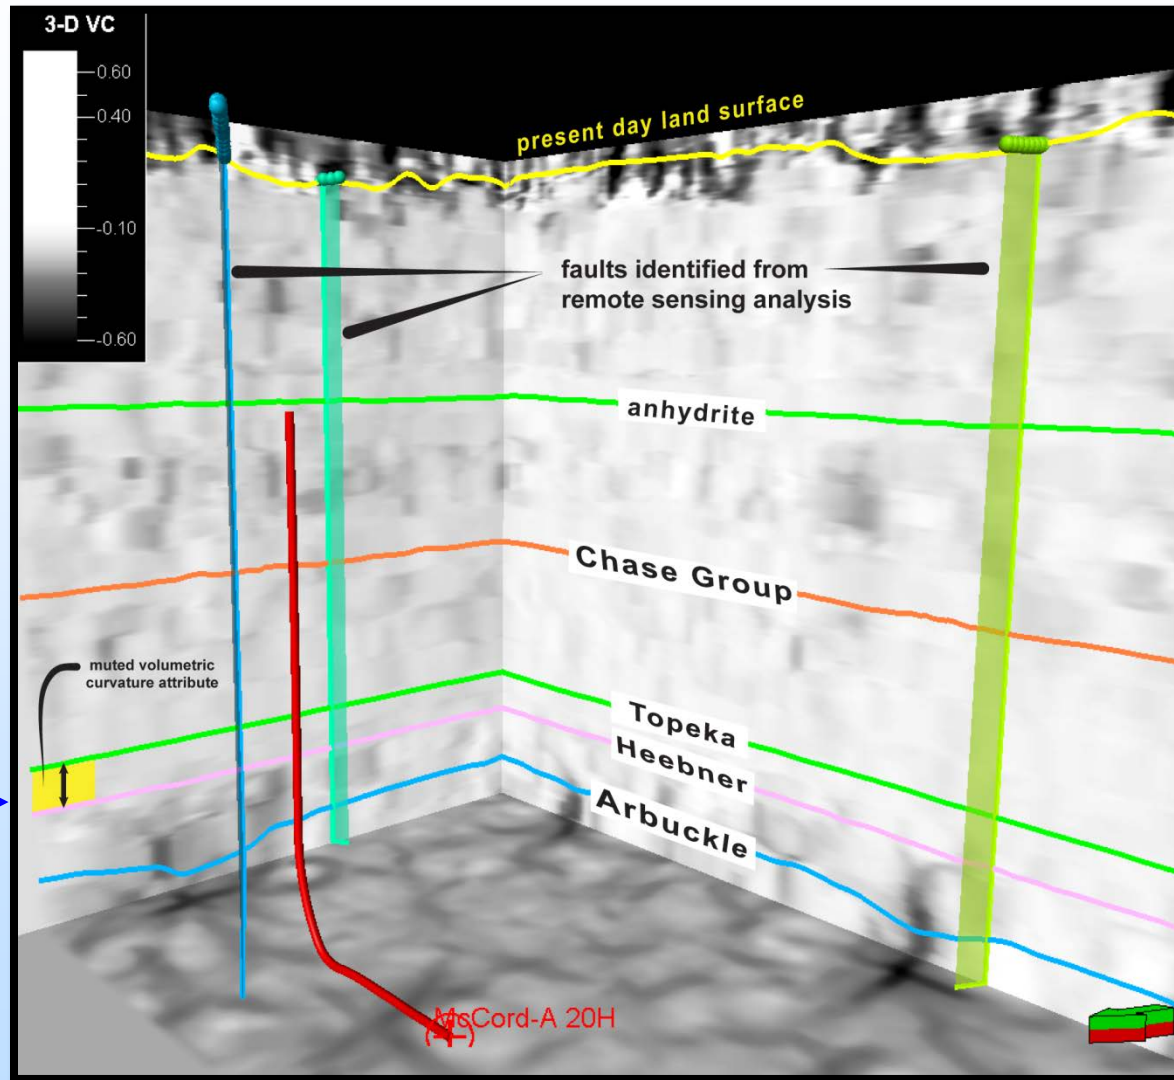 3-D VC
0.60
0.40
-0.10
-0.60
present day land surface
faults identified from
remote sensing analysis
anhydrite
Chase Group
muted volumetric
curvature attribute
Topeka
Heebner
Arbuckle
McCord-A 20H